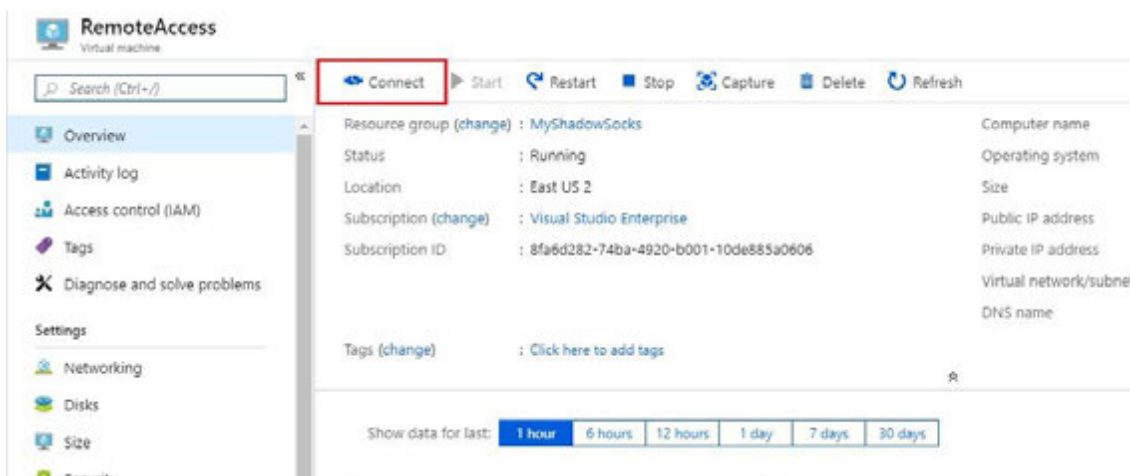 RemoteAccess
Virtual machine
Search (Ctrl+/)
«
Connect Start Restart Stop Capture Delete Refresh
Overview
Activity log
Access control (IAM)
Tags
Diagnose and solve problems
Settings
Networking
Disks
Size
Security
Resource group (change) : MyShadowSocks
Status : Running
Location : East US 2
Subscription (change) : Visual Studio Enterprise
Subscription ID : 8fa6d282-74ba-4920-b001-10de885a0606
Tags (change) : Click here to add tags
Computer name
Operating system
Size
Public IP address
Private IP address
Virtual network/subne
DNS name
Show data for last: 1 hour 6 hours 12 hours 1 day 7 days 30 days